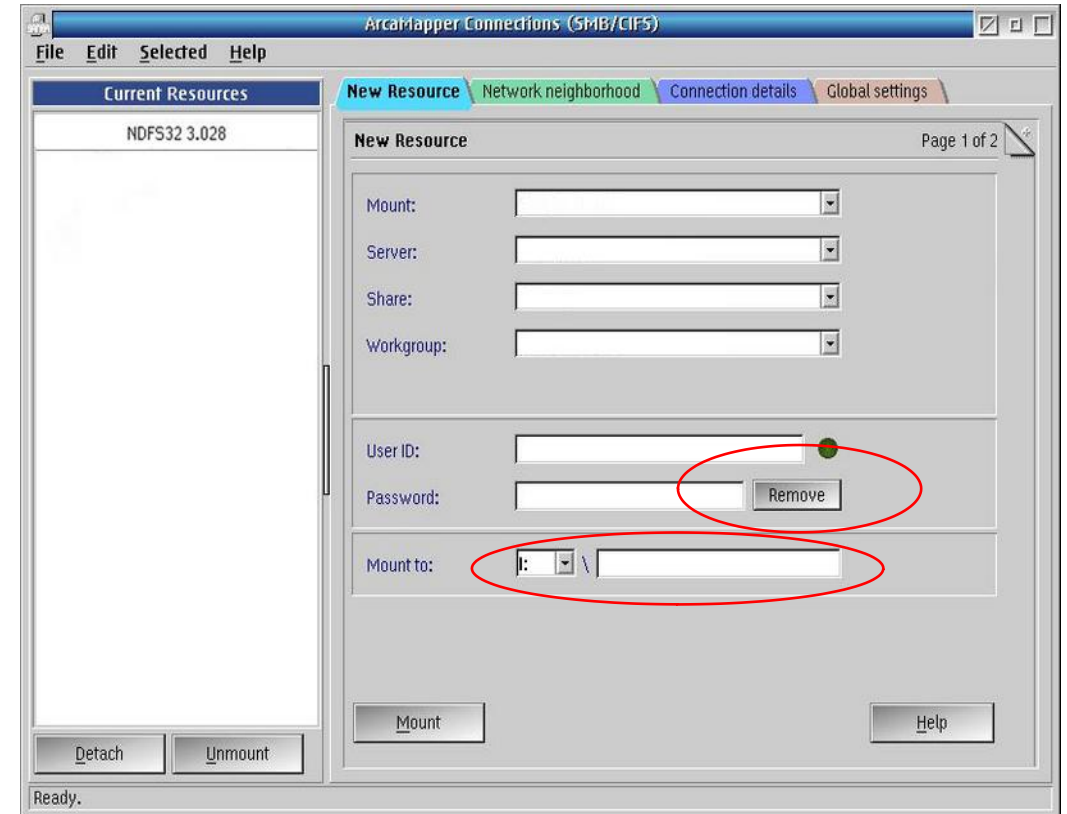 ArcaMapper Connections (SMB/CIFS)
File Edit Selected Help
Current Resources
NDFS32 3.028
New Resource Network neighborhood Connection details Global settings
New Resource Page 1 of 2
Mount:
Server:
Share:
Workgroup:
User ID:
Password: Remove
Mount to: I: \
Mount Help
Detach Unmount
Ready.